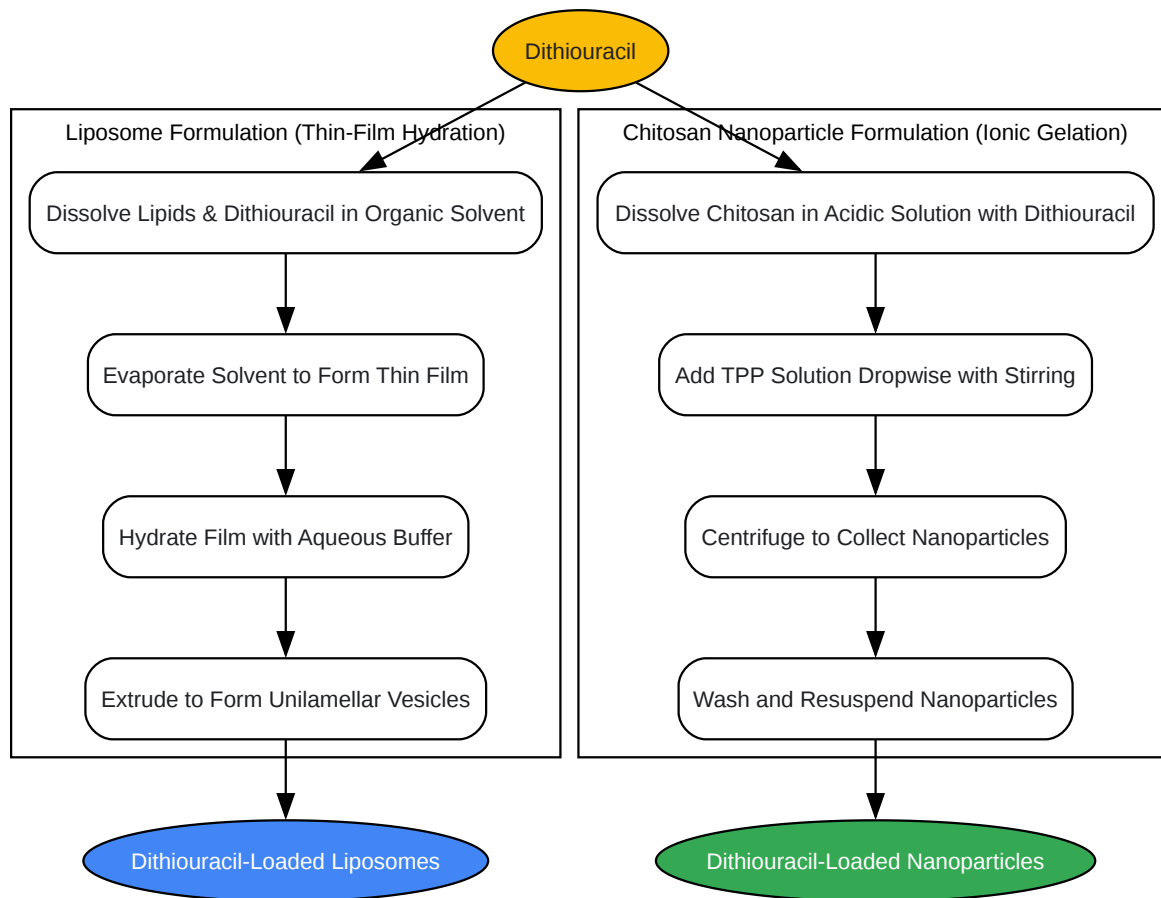 Dithiouracil
Liposome Formulation (Thin-Film Hydration)
Dissolve Lipids & Dithiouracil in Organic Solvent
Evaporate Solvent to Form Thin Film
Hydrate Film with Aqueous Buffer
Extrude to Form Unilamellar Vesicles
Dithiouracil-Loaded Liposomes
Chitosan Nanoparticle Formulation (Ionic Gelation)
Dissolve Chitosan in Acidic Solution with Dithiouracil
Add TPP Solution Dropwise with Stirring
Centrifuge to Collect Nanoparticles
Wash and Resuspend Nanoparticles
Dithiouracil-Loaded Nanoparticles